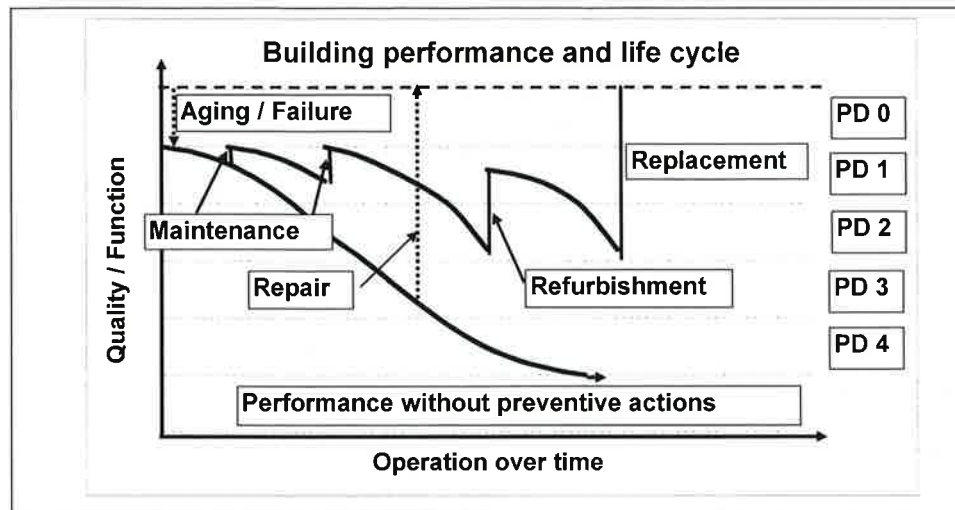 Building performance and life cycle
Aging / Failure
PD 0
Replacement
PD 1
Maintenance
PD 2
Repair
Refurbishment
PD 3
PD 4
Performance without preventive actions
Quality / Function
Operation over time